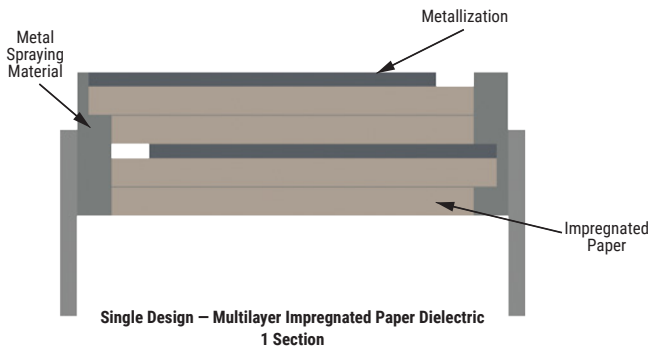 Metallization
Metal
Spraying
Material
Impregnated
Paper
Single Design — Multilayer Impregnated Paper Dielectric
1 Section